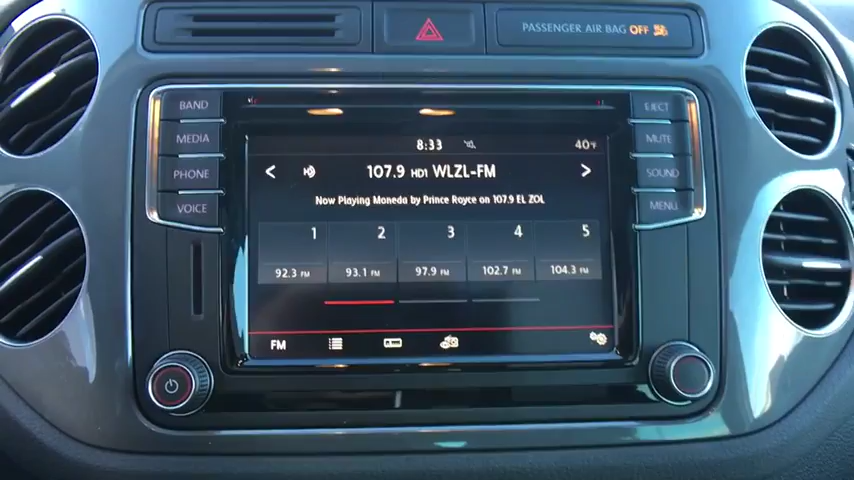 PASSENGER AIR BAG OFF
BAND
MEDIA
PHONE
VOICE
EJECT
MUTE
SOUND
MENU
8:33
40°F
< 107.9 HD1 WLZL-FM >
Now Playing Moneda by Prince Royce on 107.9 EL ZOL
1 2 3 4 5
92.3 FM 93.1 FM 97.9 FM 102.7 FM 104.3 FM
FM